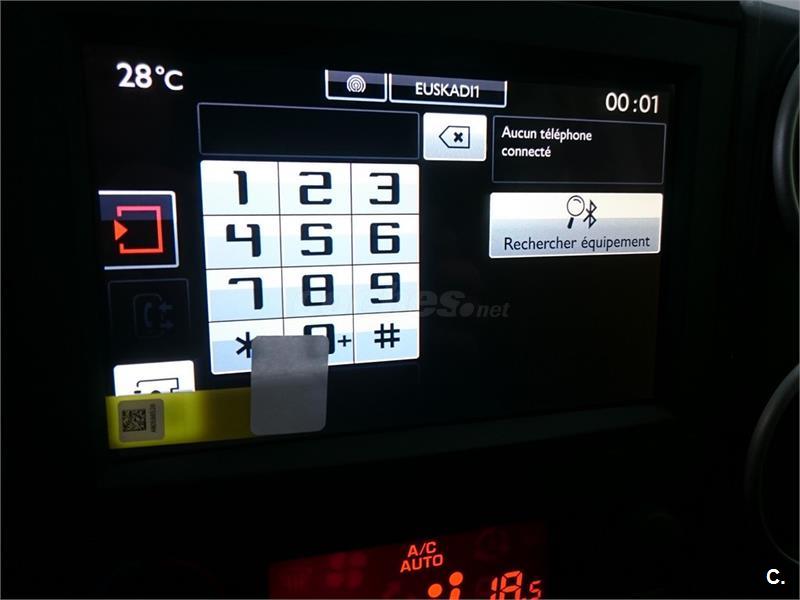 28°C
EUSKADI1
00:01
Aucun téléphone
connecté
1 2 3
4 5 6
7 8 9
* 0+ #
Rechercher équipement
.net
A/C
AUTO
18.5
C.